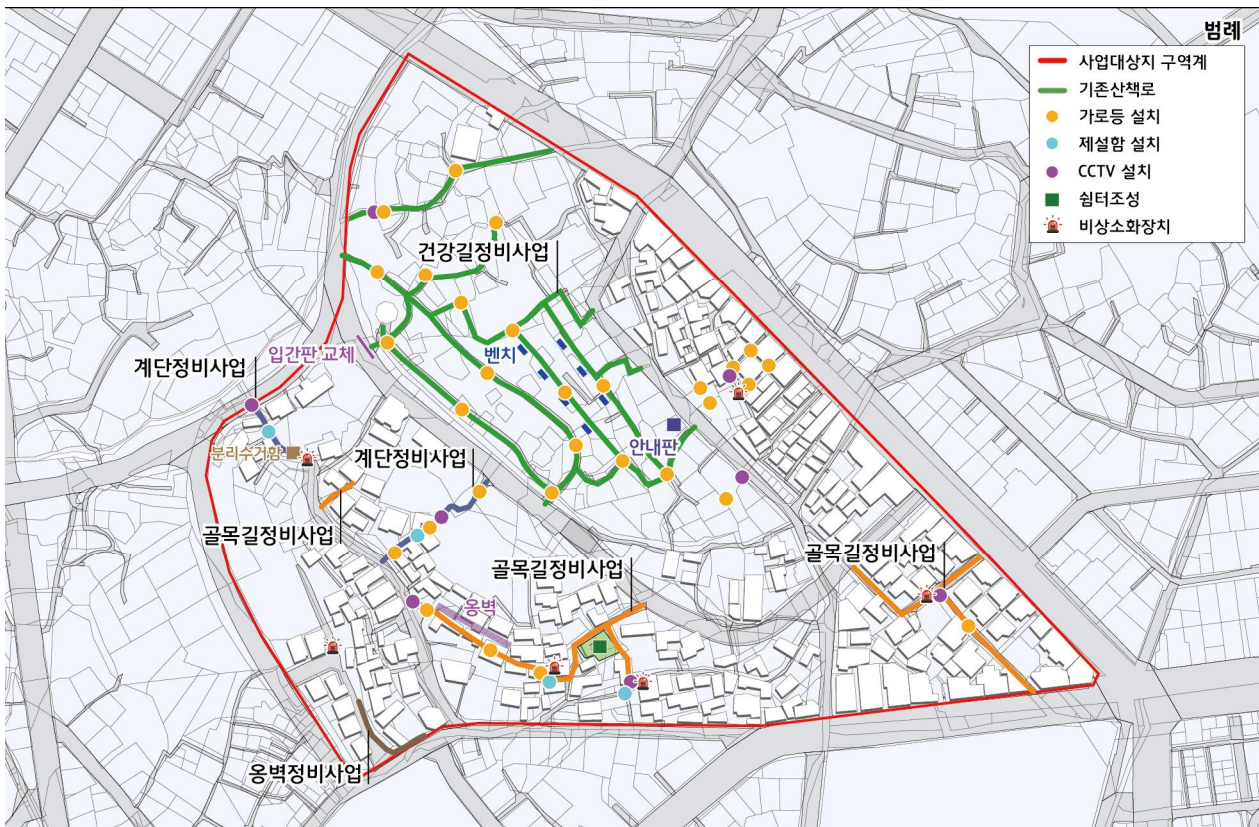 범례
사업대상지 구역계
기존산책로
가로등 설치
제설함 설치
CCTV 설치
쉼터조성
비상소화장치
건강길정비사업
입간판 교체
벤치
계단정비사업
안내판
분리수거함
계단정비사업
골목길정비사업
골목길정비사업
골목길정비사업
옹벽
옹벽정비사업